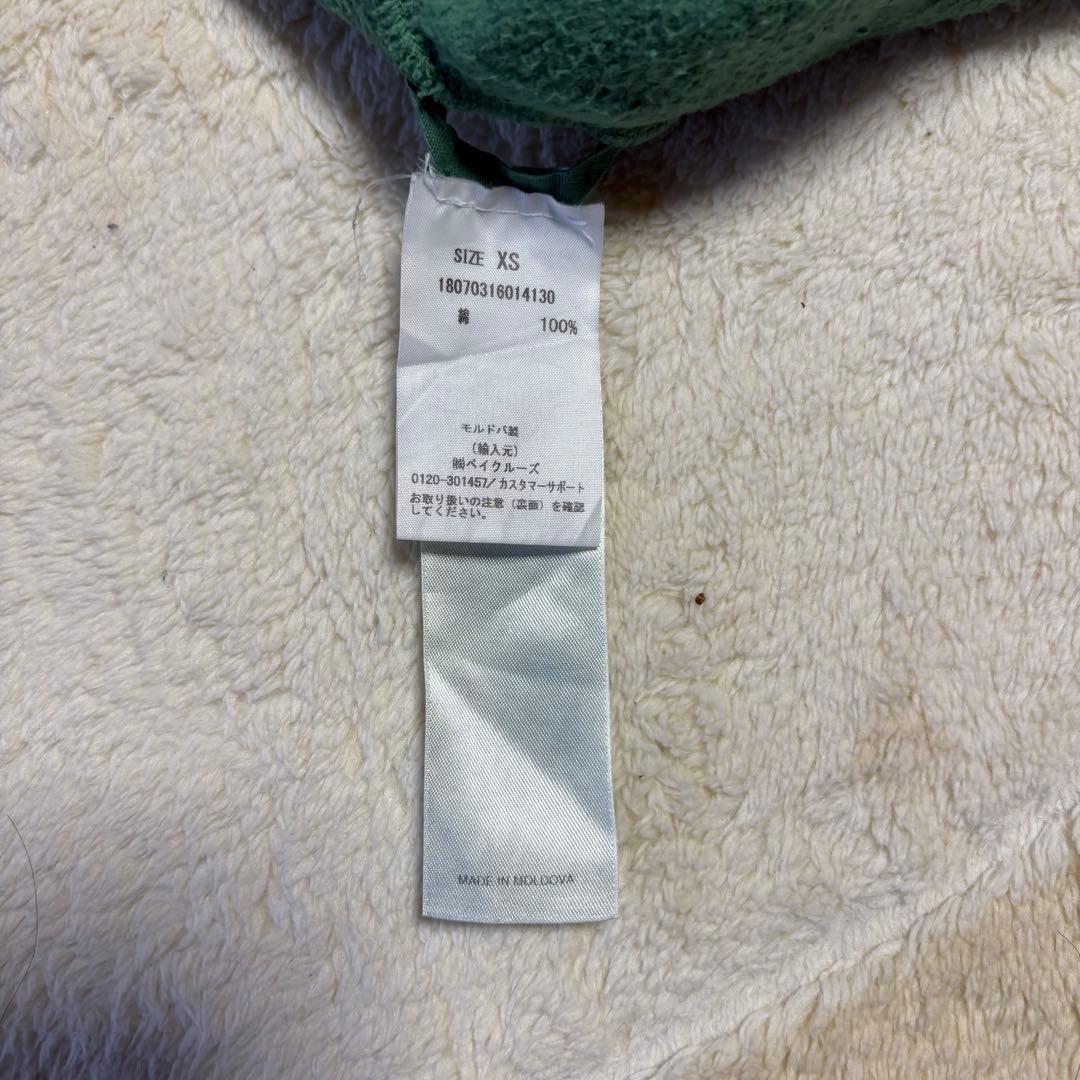 SIZE XS
18070316014130
綿 100%
モルドバ製
(輸入元)
㈱ベイクルーズ
0120-301457/カスタマーサポート
お取り扱いの注意(裏面)を確認
してください。
MADE IN MOLDOVA